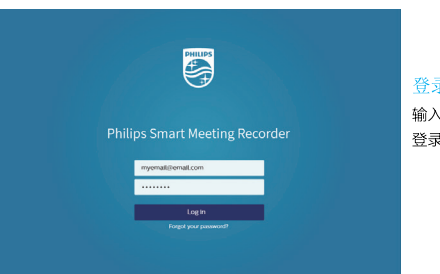 PHILIPS
Philips Smart Meeting Recorder
myemail@email.com
••••••••
Log In
Forgot your password?
登录
输入
登录